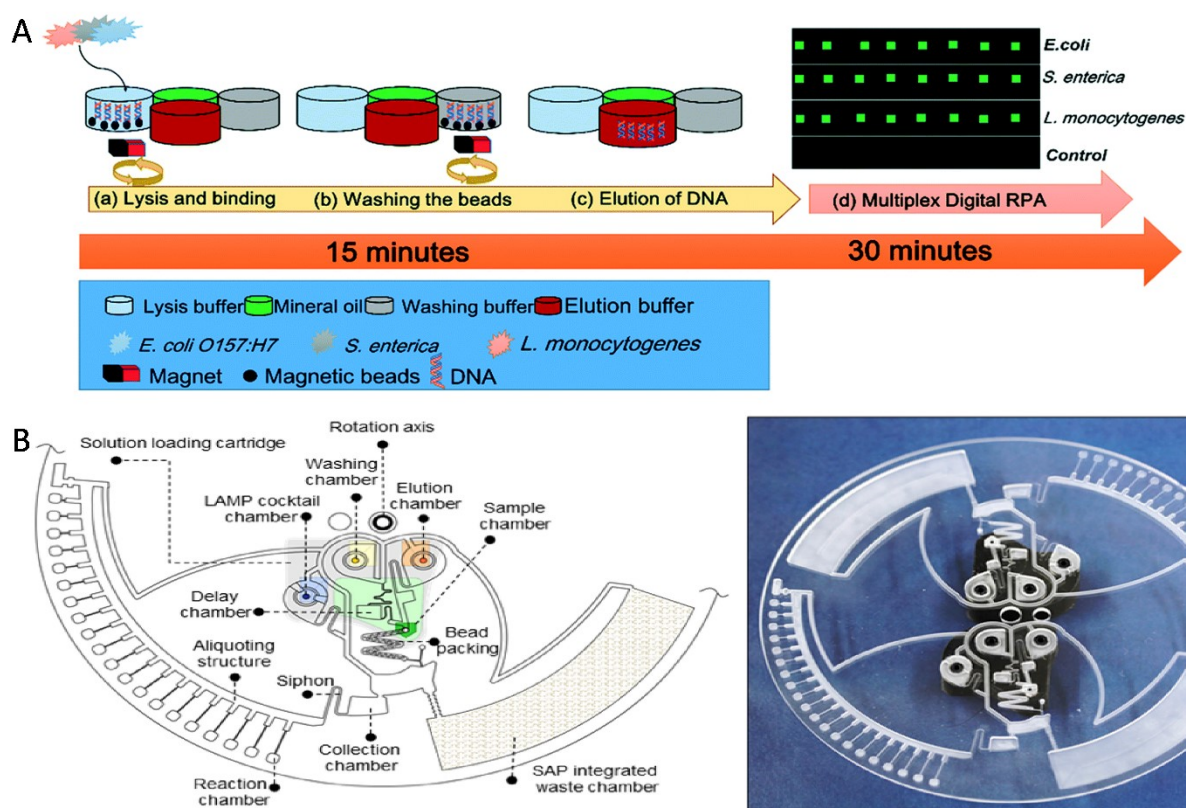 A
E.coli
S. enterica
L. monocytogenes
Control
(a) Lysis and binding
(b) Washing the beads
(c) Elution of DNA
(d) Multiplex Digital RPA
15 minutes
30 minutes
Lysis buffer
Mineral oil
Washing buffer
Elution buffer
E. coli O157:H7
S. enterica
L. monocytogenes
Magnet
Magnetic beads
DNA
B
Rotation axis
Solution loading cartridge
Washing
chamber
Elution
chamber
LAMP cocktail
chamber
Sample
chamber
Delay
chamber
Bead
packing
Aliquoting
structure
Siphon
Collection
chamber
Reaction
chamber
SAP integrated
waste chamber